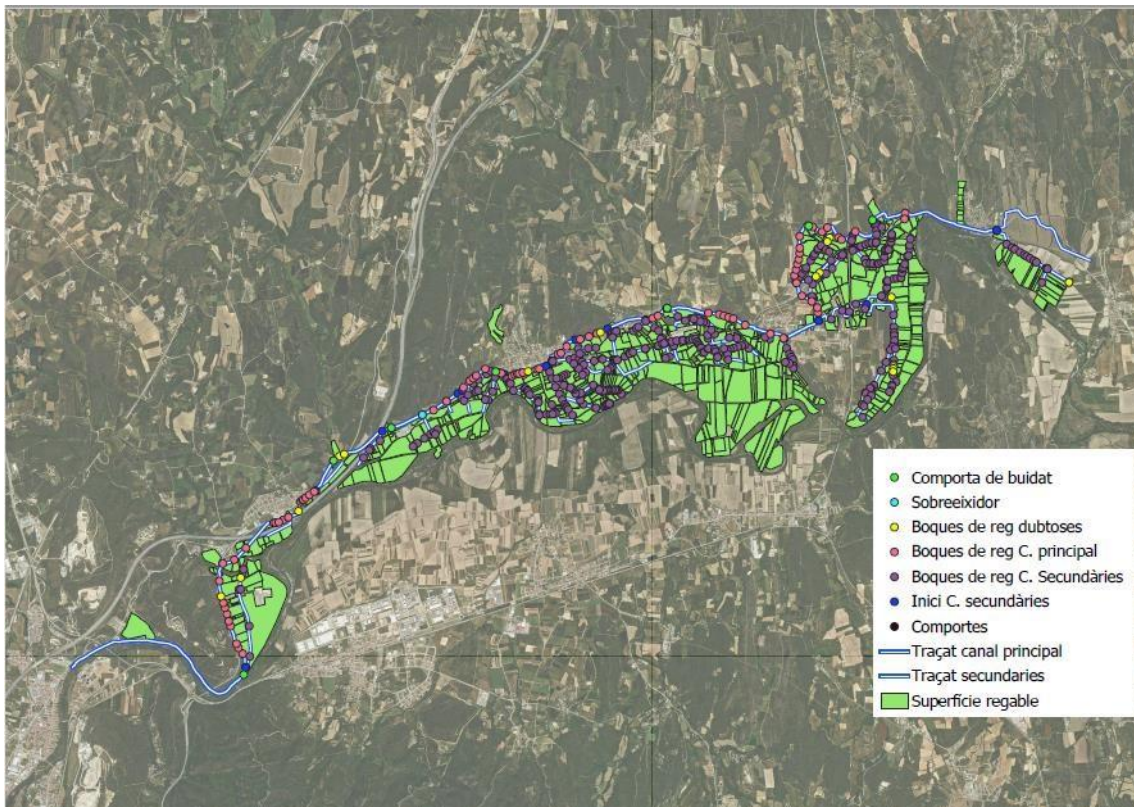 Comporta de buidat
Sobreeixidor
Boques de reg dubtoses
Boques de reg C. principal
Boques de reg C. Secundàries
Inici C. secundàries
Comportes
Traçat canal principal
Traçat secundaries
Superfície regable